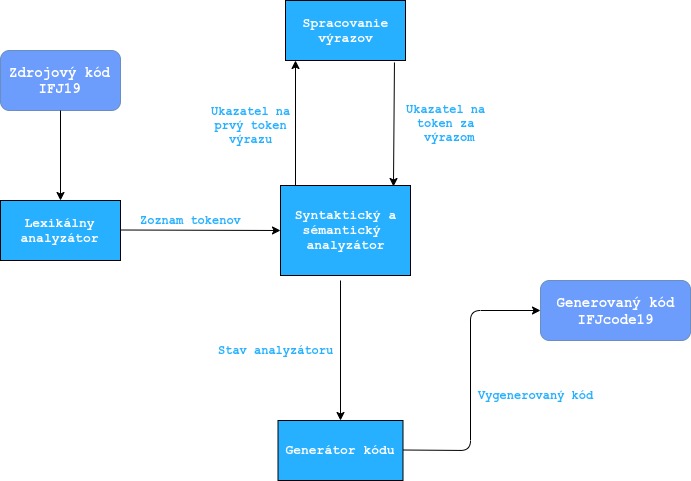 Spracovanie
výrazov
Zdrojový kód
IFJ19
Ukazatel na
prvý token
výrazu
Ukazatel na
token za
výrazom
Lexikálny
analyzátor
Zoznam tokenov
Syntaktický a
sémantický
analyzátor
Generovaný kód
IFJcode19
Stav analyzátoru
Vygenerovaný kód
Generátor kódu